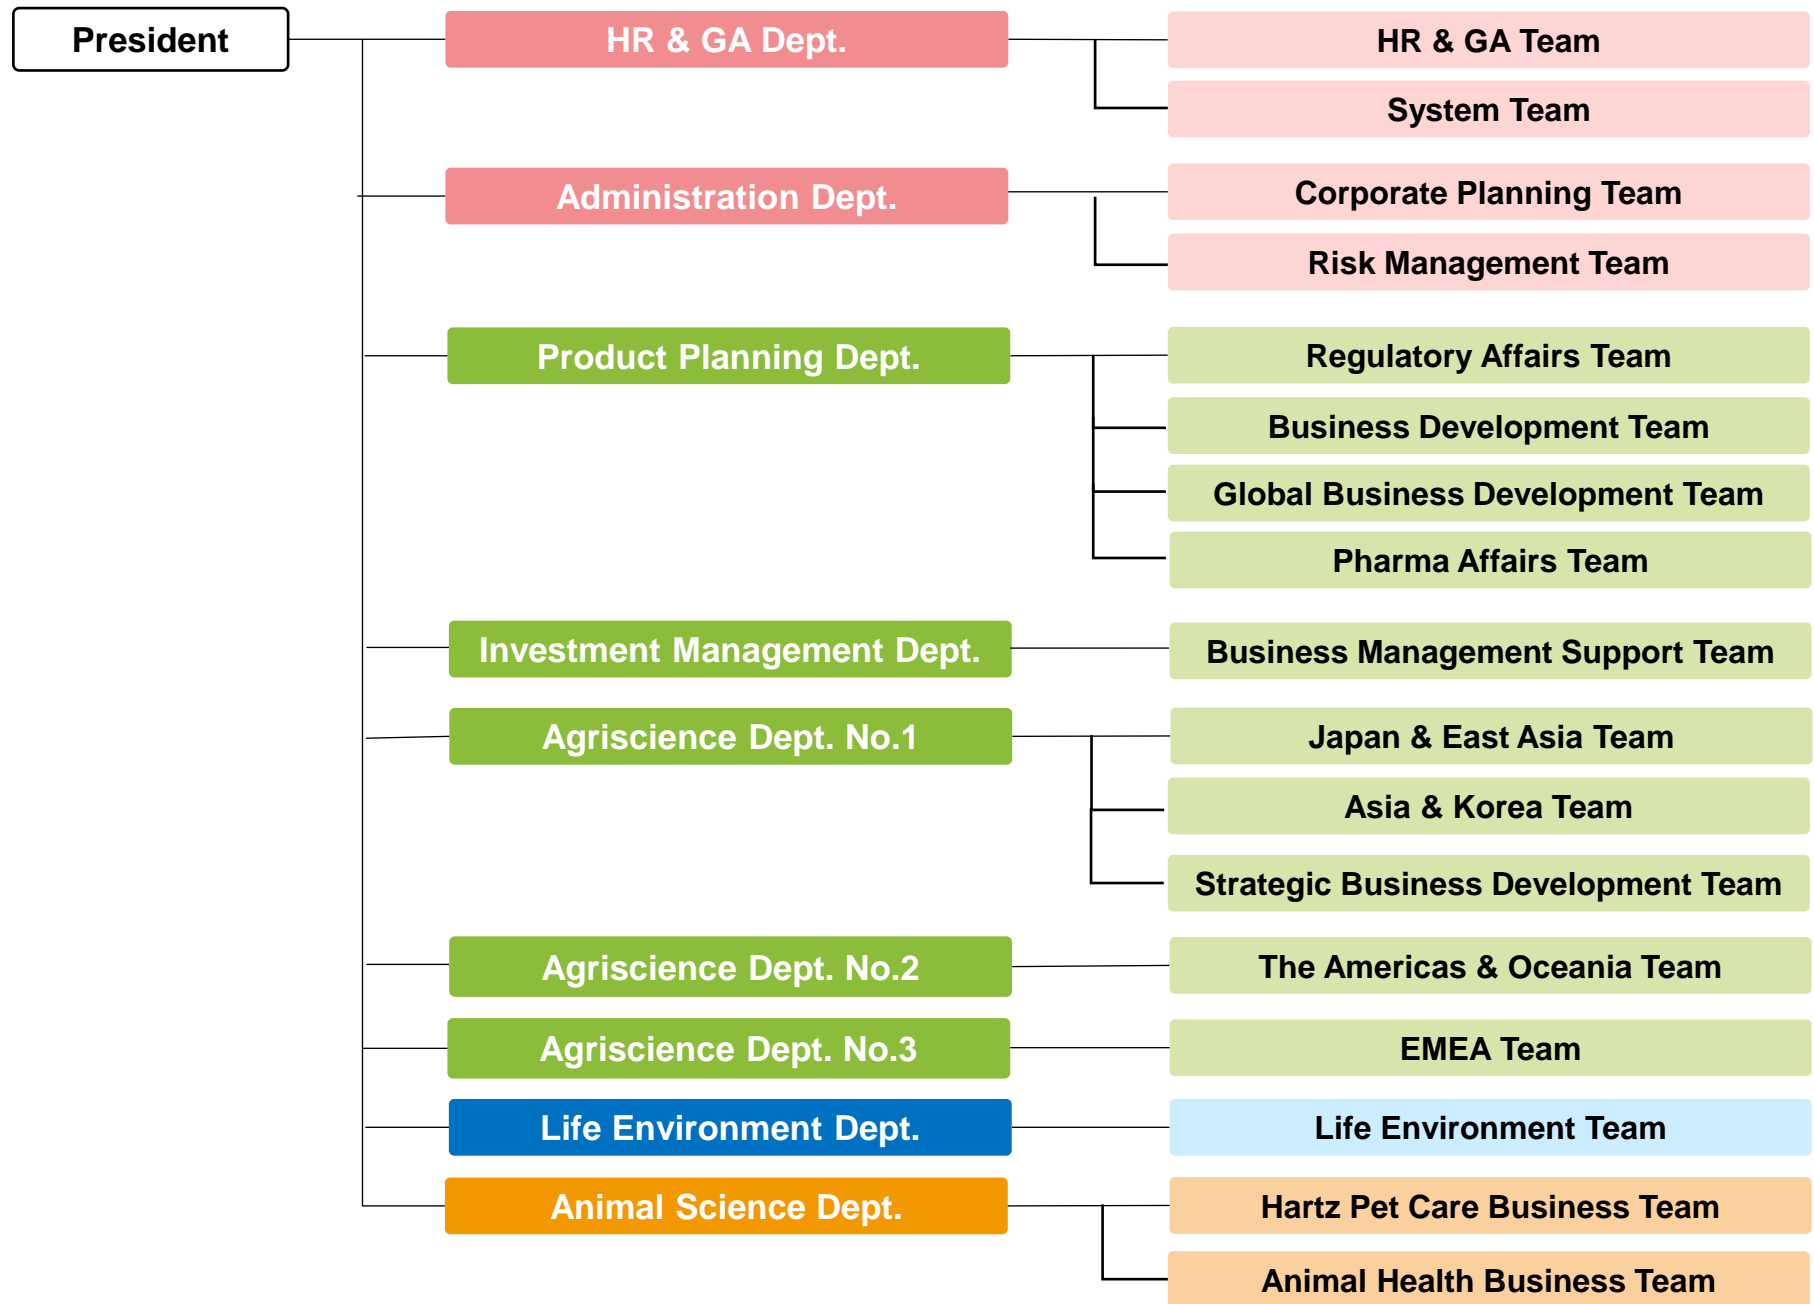 President
HR & GA Dept.
HR & GA Team
System Team
Administration Dept.
Corporate Planning Team
Risk Management Team
Product Planning Dept.
Regulatory Affairs Team
Business Development Team
Global Business Development Team
Pharma Affairs Team
Investment Management Dept.
Business Management Support Team
Agriscience Dept. No.1
Japan & East Asia Team
Asia & Korea Team
Strategic Business Development Team
Agriscience Dept. No.2
The Americas & Oceania Team
Agriscience Dept. No.3
EMEA Team
Life Environment Dept.
Life Environment Team
Animal Science Dept.
Hartz Pet Care Business Team
Animal Health Business Team